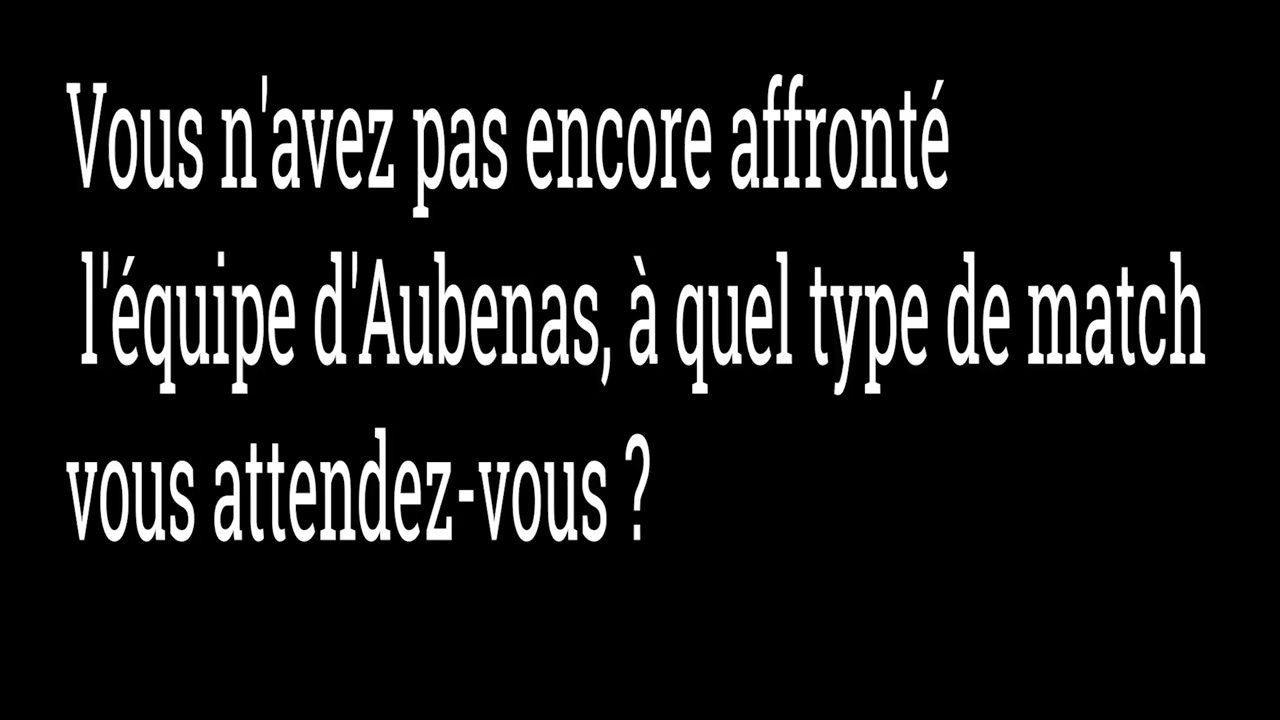 Vous n'avez pas encore affronté
l'équipe d'Aubenas, à quel type de match
vous attendez-vous ?